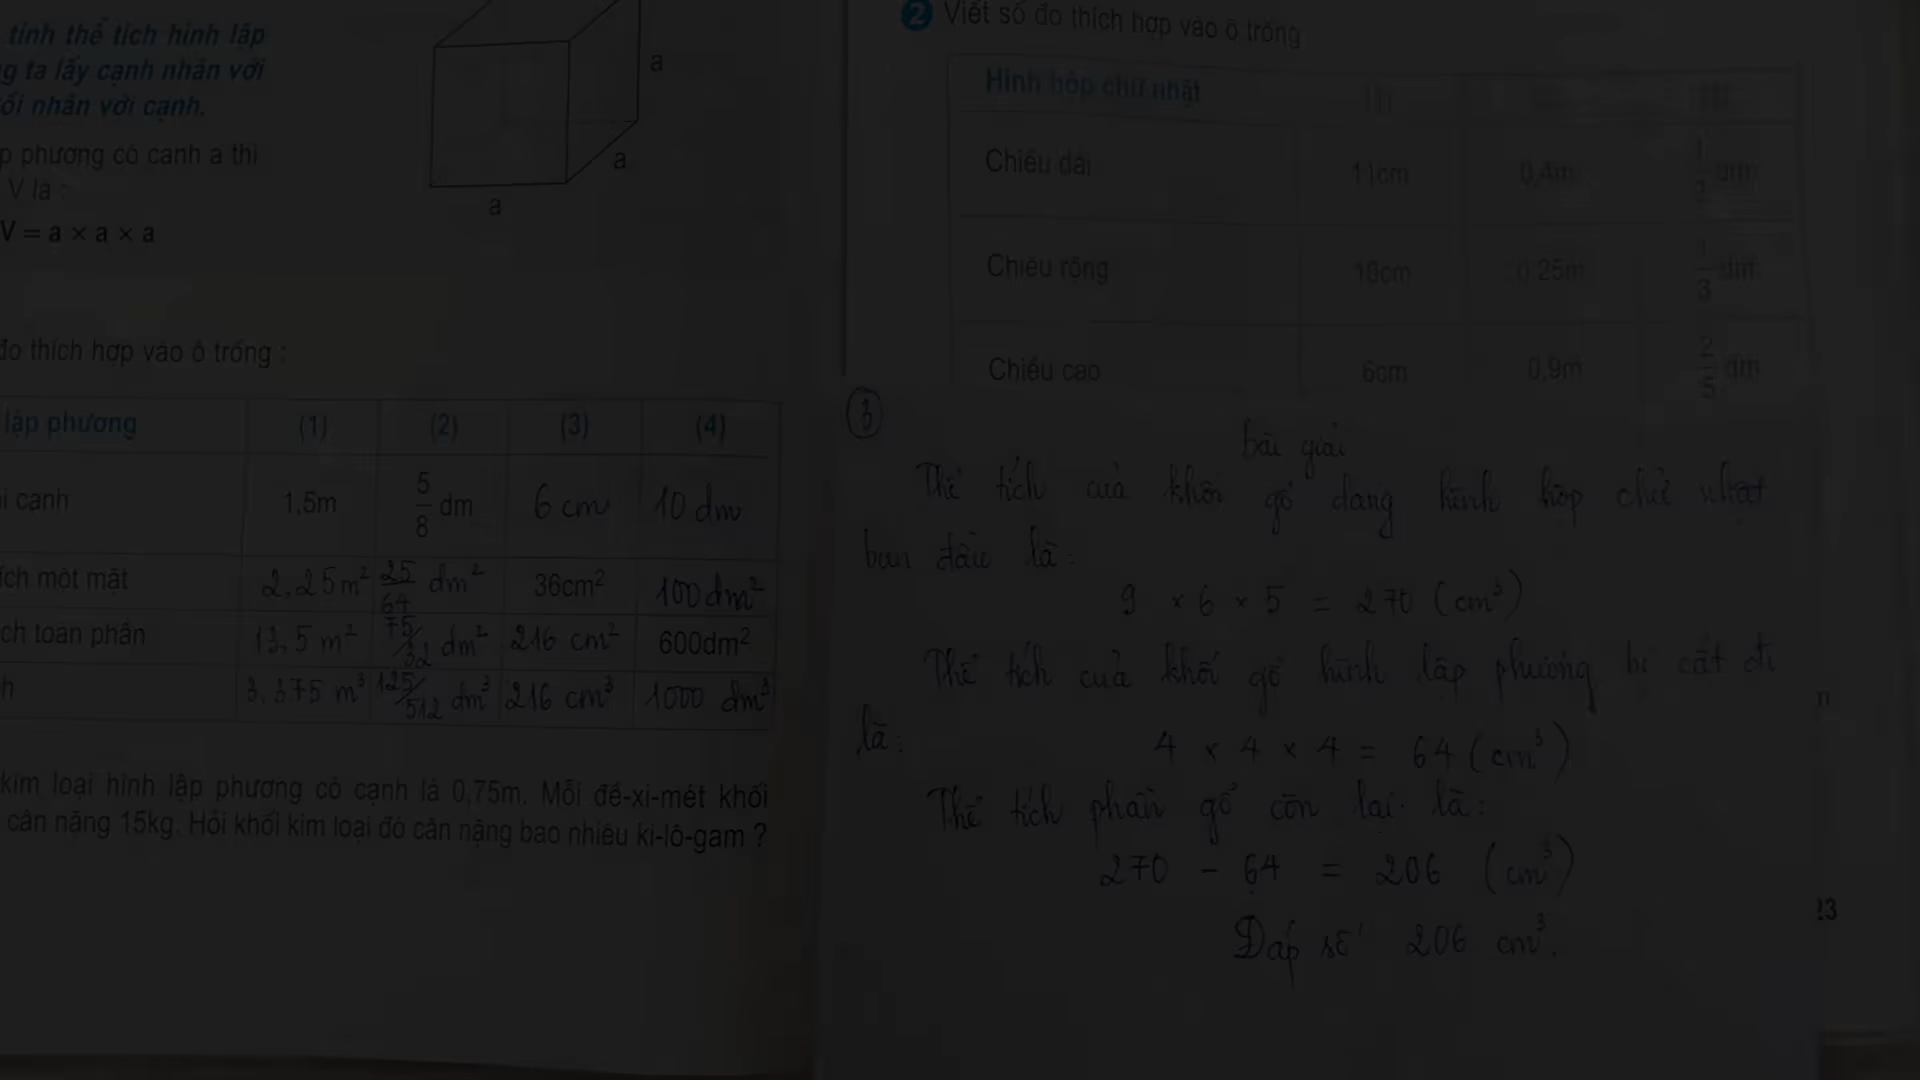 tính thể tích hình lập
ng ta lấy cạnh nhân với
rồi nhân với cạnh.
p phương có cạnh a thì
V là :
V = a × a × a
a
a
a
đo thích hợp vào ô trống :
lập phương (1) (2) (3) (4)
i cạnh 1,5m 5/8 dm 6 cm 10 dm
ích một mặt 2,25 m² 25/64 dm² 36cm² 100 dm²
ch toàn phần 13,5 m² 75/32 dm² 216 cm² 600dm²
h 3,375 m³ 125/512 dm³ 216 cm³ 1000 dm³
kim loại hình lập phương có cạnh là 0,75m. Mỗi đề-xi-mét khối
cân nặng 15kg. Hỏi khối kim loại đó cân nặng bao nhiêu ki-lô-gam ?
2 Viết số đo thích hợp vào ô trống
Hình hộp chữ nhật (1)
Chiều dài 11cm 0,4m dm
Chiều rộng 10cm 0,25m 1/3 dm
Chiều cao 6cm 0,9m 2/5 dm
3
bài giải
Thể tích của khối gỗ dạng hình hộp chữ nhật
ban đầu là:
9 × 6 × 5 = 270 (cm³)
Thể tích của khối gỗ hình lập phương bị cắt đi
là:
4 × 4 × 4 = 64 (cm³)
Thể tích phần gỗ còn lại là:
270 - 64 = 206 (cm³)
Đáp số 206 cm³.